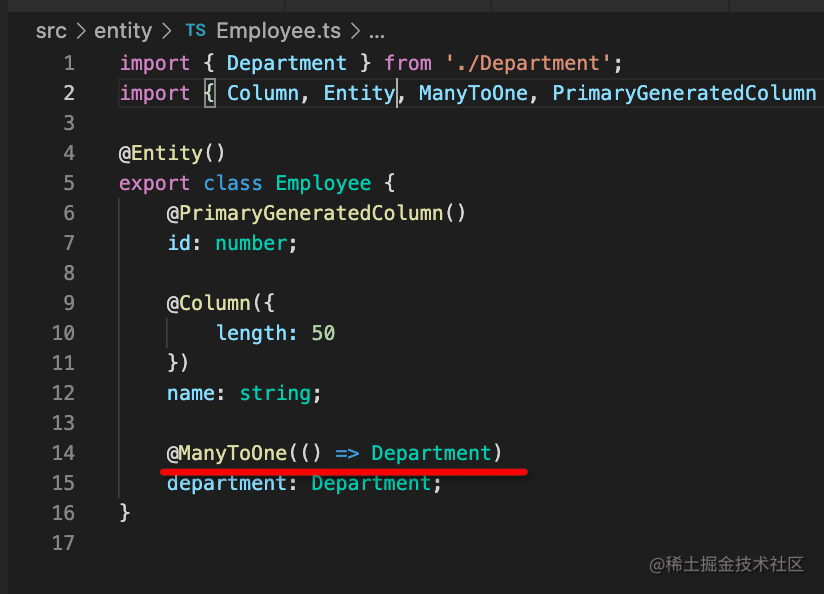 src > entity > TS Employee.ts > ...
1 import { Department } from './Department';
2 import { Column, Entity, ManyToOne, PrimaryGeneratedColumn
3
4 @Entity()
5 export class Employee {
6     @PrimaryGeneratedColumn()
7     id: number;
8
9     @Column({
10         length: 50
11     })
12     name: string;
13
14     @ManyToOne(() => Department)
15     department: Department;
16 }
17
@稀土掘金技术社区